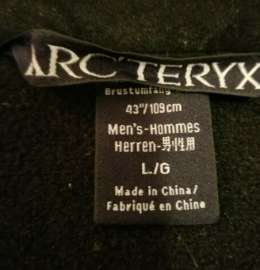 ARC'TERYX
Brustumfang
43"/109cm
Men's-Hommes
Herren-男性用
L/G
Made in China/
Fabriqué en Chine